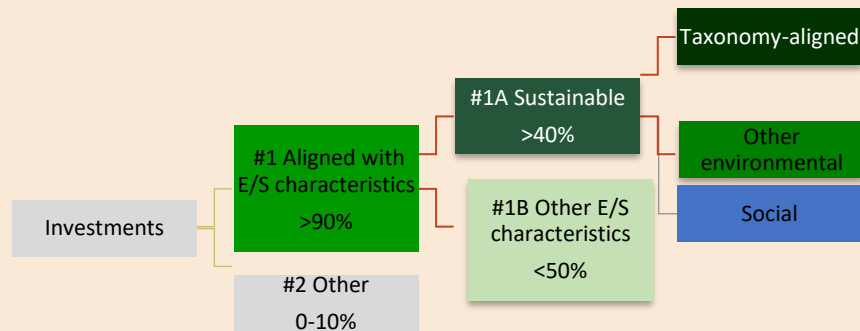 Investments
#1 Aligned with
E/S characteristics
>90%
#2 Other
0-10%
#1A Sustainable
>40%
#1B Other E/S
characteristics
<50%
Taxonomy-aligned
Other
environmental
Social